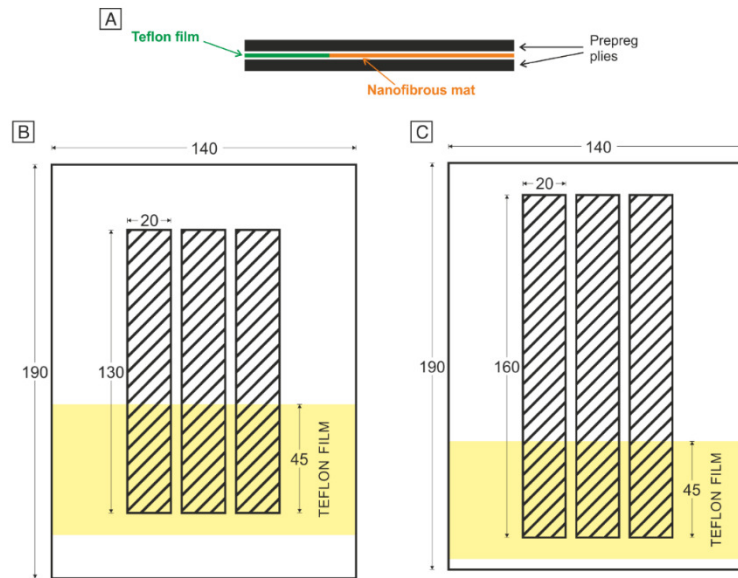 A
Teflon film
Prepreg
plies
Nanofibrous mat
B
140
20
190
130
45
TEFLON FILM
C
140
20
190
160
45
TEFLON FILM